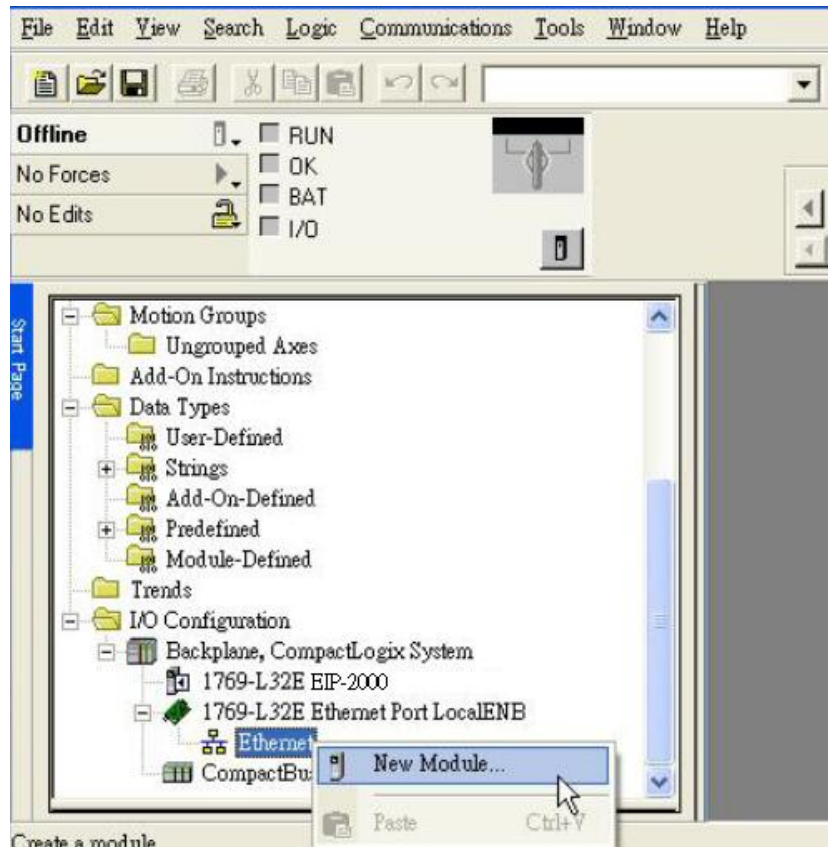 File Edit View Search Logic Communications Tools Window Help
Offline
RUN
No Forces
OK
No Edits
BAT
I/O
Start Page
Motion Groups
Ungrouped Axes
Add-On Instructions
Data Types
User-Defined
Strings
Add-On-Defined
Predefined
Module-Defined
Trends
I/O Configuration
Backplane, CompactLogix System
1769-L32E EIP-2000
1769-L32E Ethernet Port LocalENB
Ethernet
New Module...
CompactBu
Paste Ctrl+V
Create a module